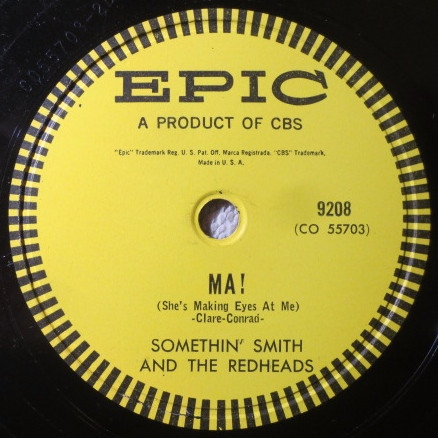 EPIC
A PRODUCT OF CBS
"Epic" Trademark Reg. U. S. Pat. Off. Marca Registrada. "CBS" Trademark.
Made in U. S. A.
9208
(CO 55703)
MA!
(She's Making Eyes At Me)
-Clare-Conrad-
SOMETHIN' SMITH
AND THE REDHEADS